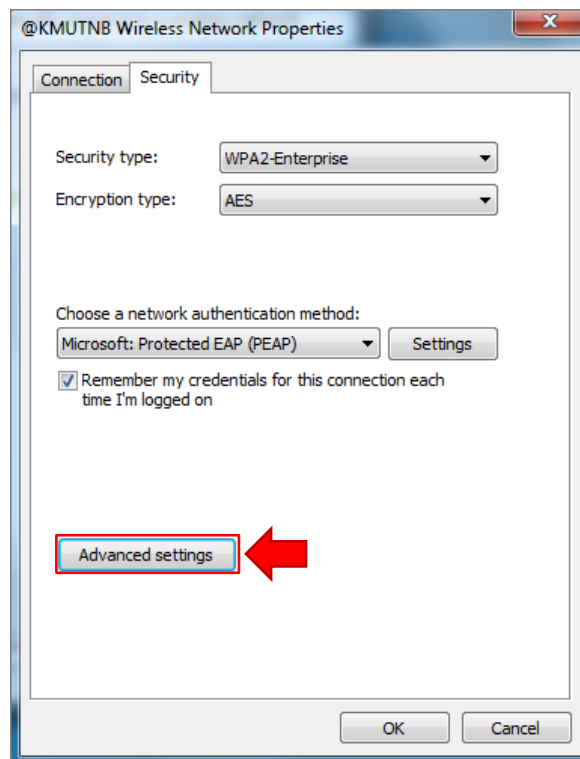 @KMUTNB Wireless Network Properties
Connection
Security
Security type:
WPA2-Enterprise
Encryption type:
AES
Choose a network authentication method:
Microsoft: Protected EAP (PEAP)
Settings
Remember my credentials for this connection each
time I'm logged on
Advanced settings
OK
Cancel